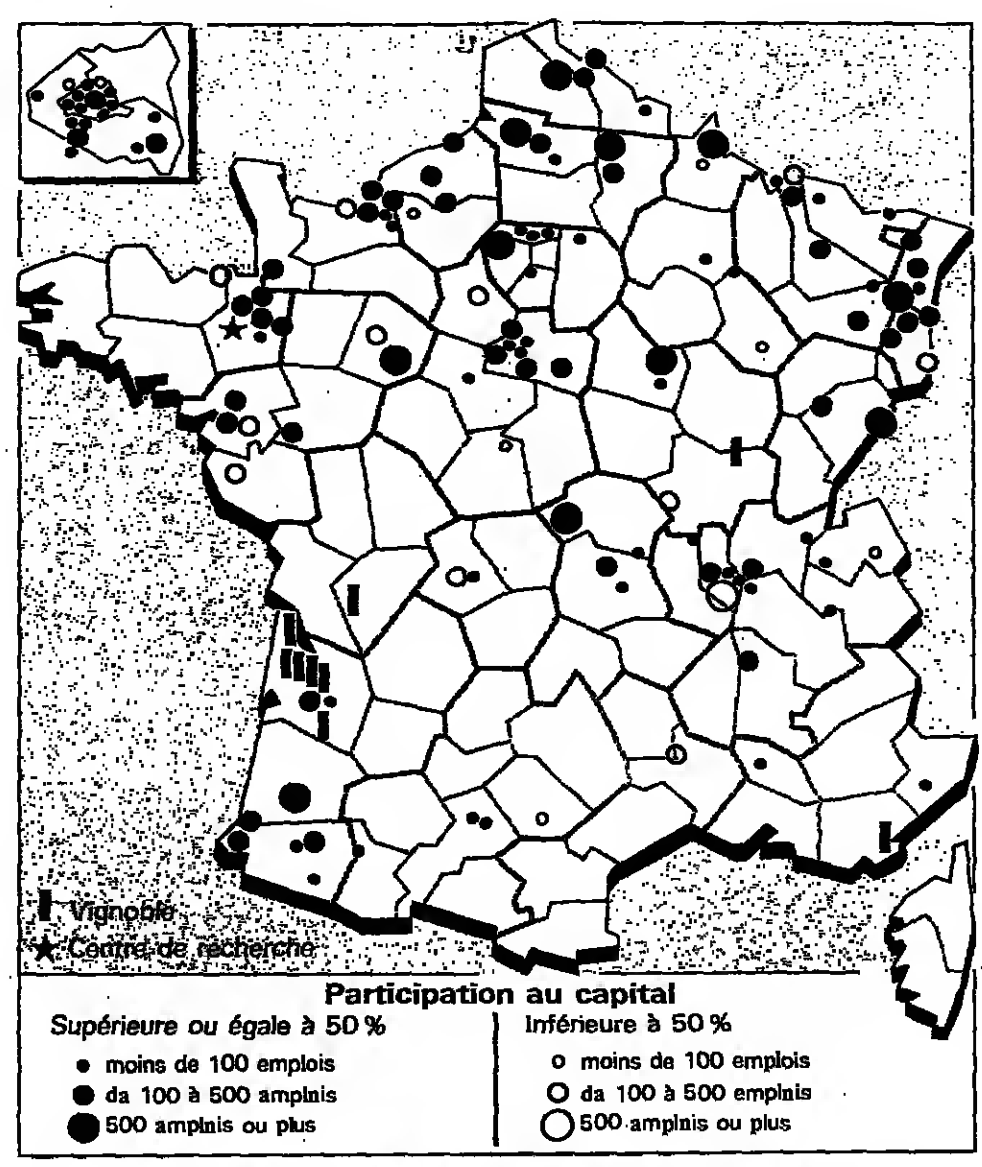 Vignoble
Centre de recherche
1
Participation au capital
Supérieure ou égale à 50 %
moins de 100 emplois
da 100 à 500 amplnis
500 amplnis ou plus
Inférieure à 50 %
moins de 100 emplois
da 100 à 500 emplnis
500 amplnis ou plus